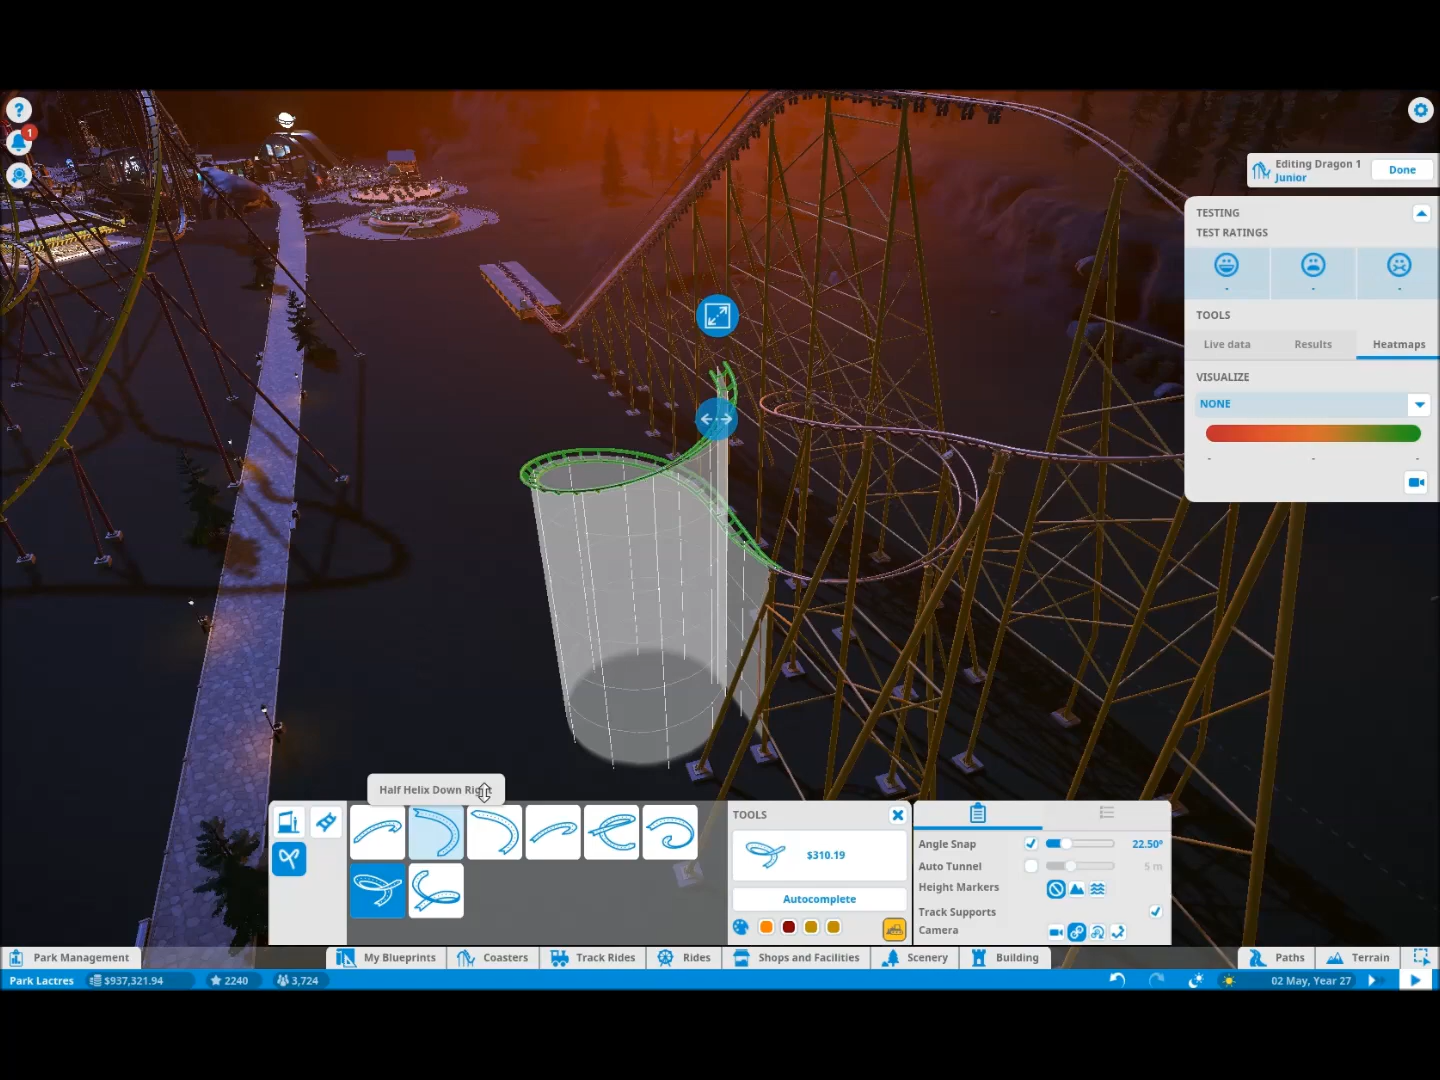 ?
1
Editing Dragon 1
Junior
Done
TESTING
TEST RATINGS
-
-
-
TOOLS
Live data
Results
Heatmaps
VISUALIZE
NONE
-
-
-
Half Helix Down Right
TOOLS
$310.19
Autocomplete
Angle Snap
22.50°
Auto Tunnel
5 m
Height Markers
Track Supports
Camera
Park Management
My Blueprints
Coasters
Track Rides
Rides
Shops and Facilities
Scenery
Building
Paths
Terrain
Park Lactres
$937,321.94
2240
3,724
02 May, Year 27